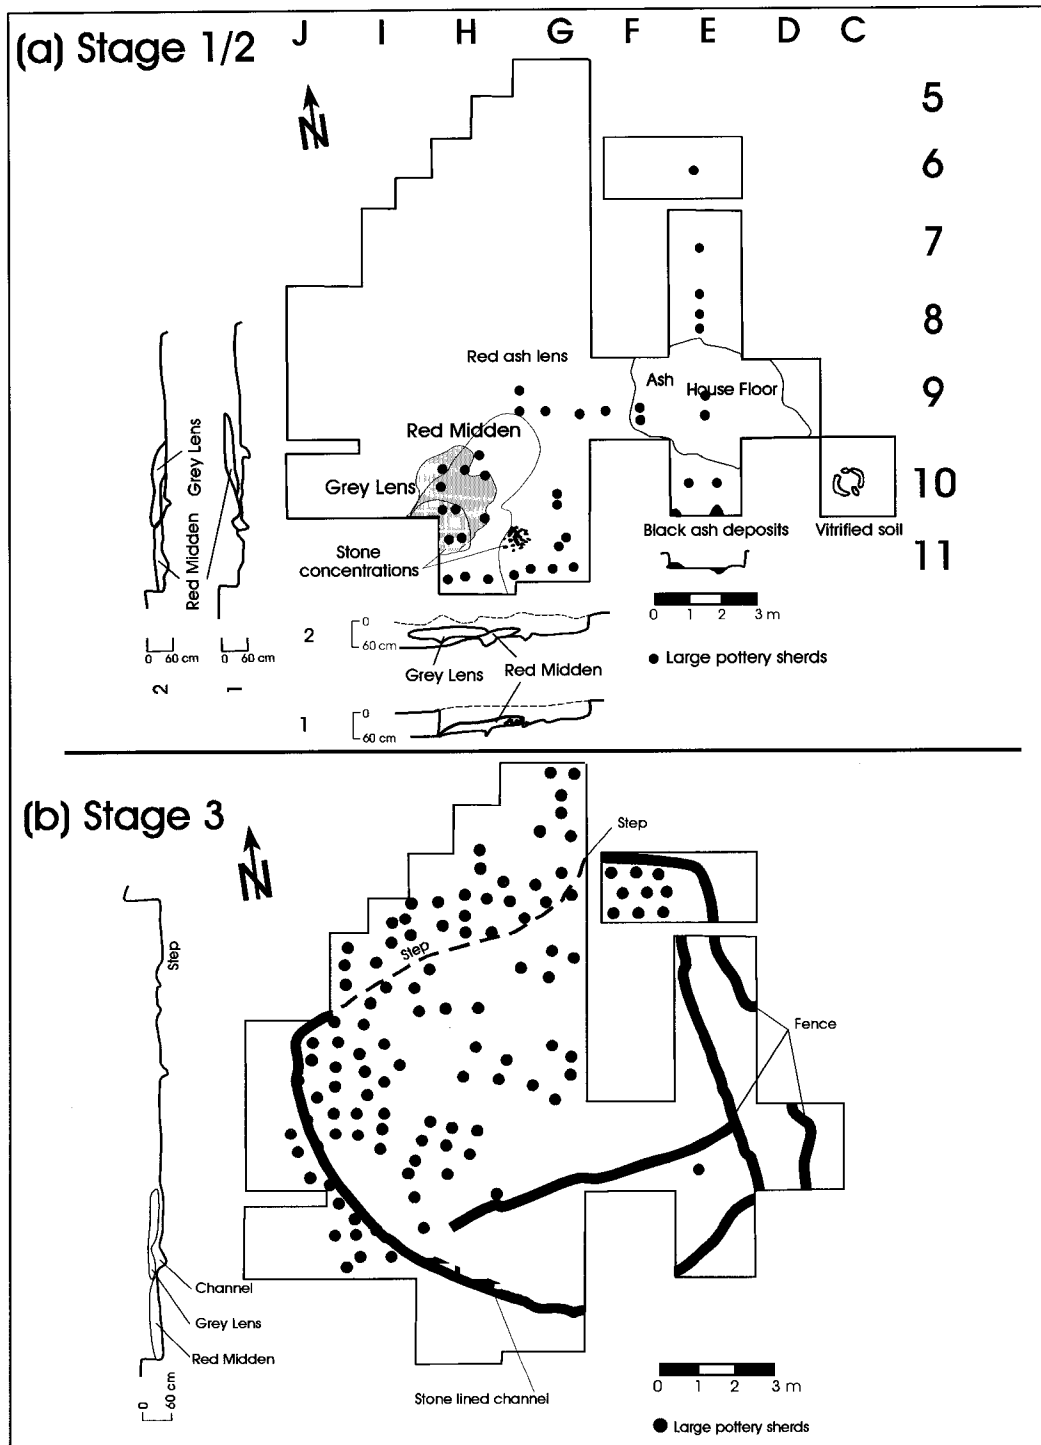 J I H G F E D C
(a) Stage 1/2
5
N
6
7
8
Red ash lens
Ash
House Floor
9
Red Midden
Grey Lens
10
Grey Lens
Red Midden
Black ash deposits
Vitrified soil
Stone
concentrations
11
0 1 2 3 m
2
0
60 cm
Grey Lens
Red Midden
Large pottery sherds
0 60 cm
0 60 cm
2
1
1
0
60 cm
(b) Stage 3
Step
N
Step
Step
Fence
Channel
Grey Lens
Red Midden
0 60 cm
Stone lined channel
0 1 2 3 m
Large pottery sherds